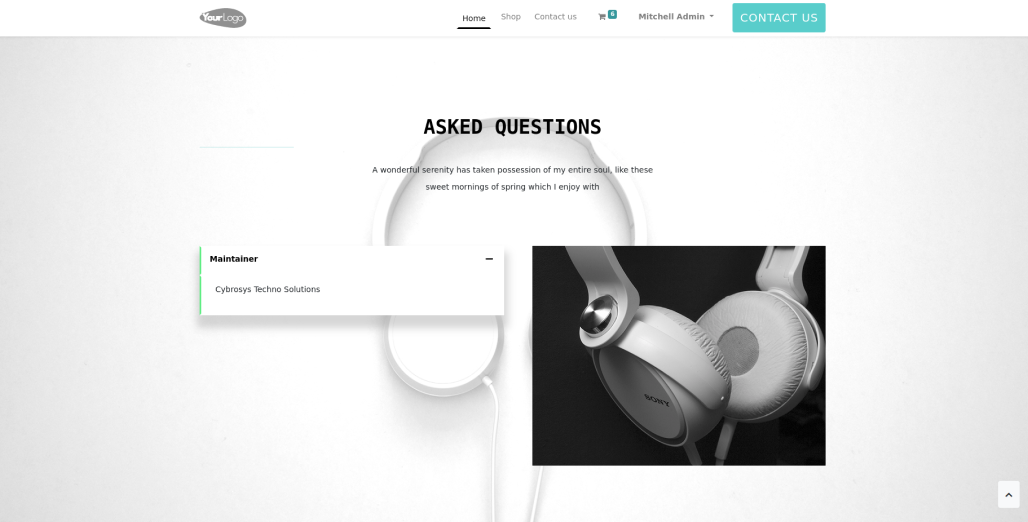 YourLogo
Home
Shop
Contact us
6
Mitchell Admin
CONTACT US
ASKED QUESTIONS
A wonderful serenity has taken possession of my entire soul, like these
sweet mornings of spring which I enjoy with
Maintainer
Cybrosys Techno Solutions
SONY